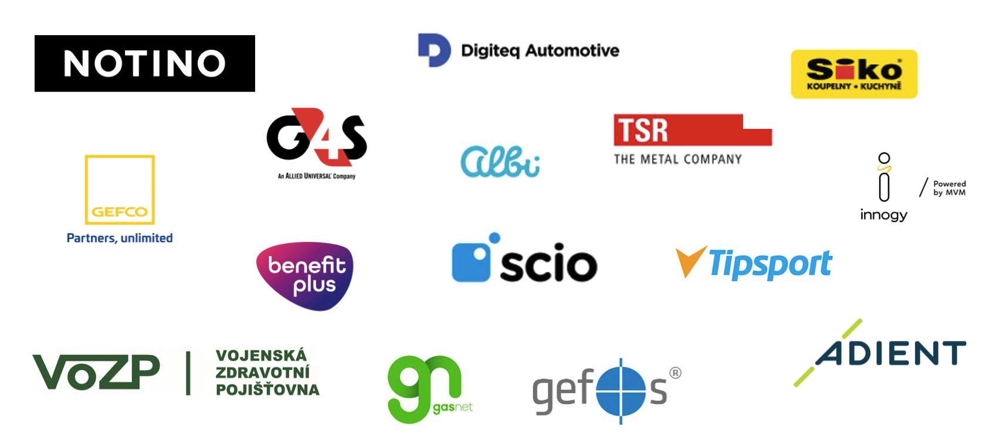 NOTINO
Digiteq Automotive
Siko®
KOUPELNY • KUCHYNĚ
G4S
An ALLIED UNIVERSAL® Company
albi
TSR
THE METAL COMPANY
GEFCO
Partners, unlimited
innogy
/ Powered
by MVM
benefit
plus
scio
Tipsport
VoZP
VOJENSKÁ
ZDRAVOTNÍ
POJIŠŤOVNA
gn
gasnet
gefos®
ADIENT